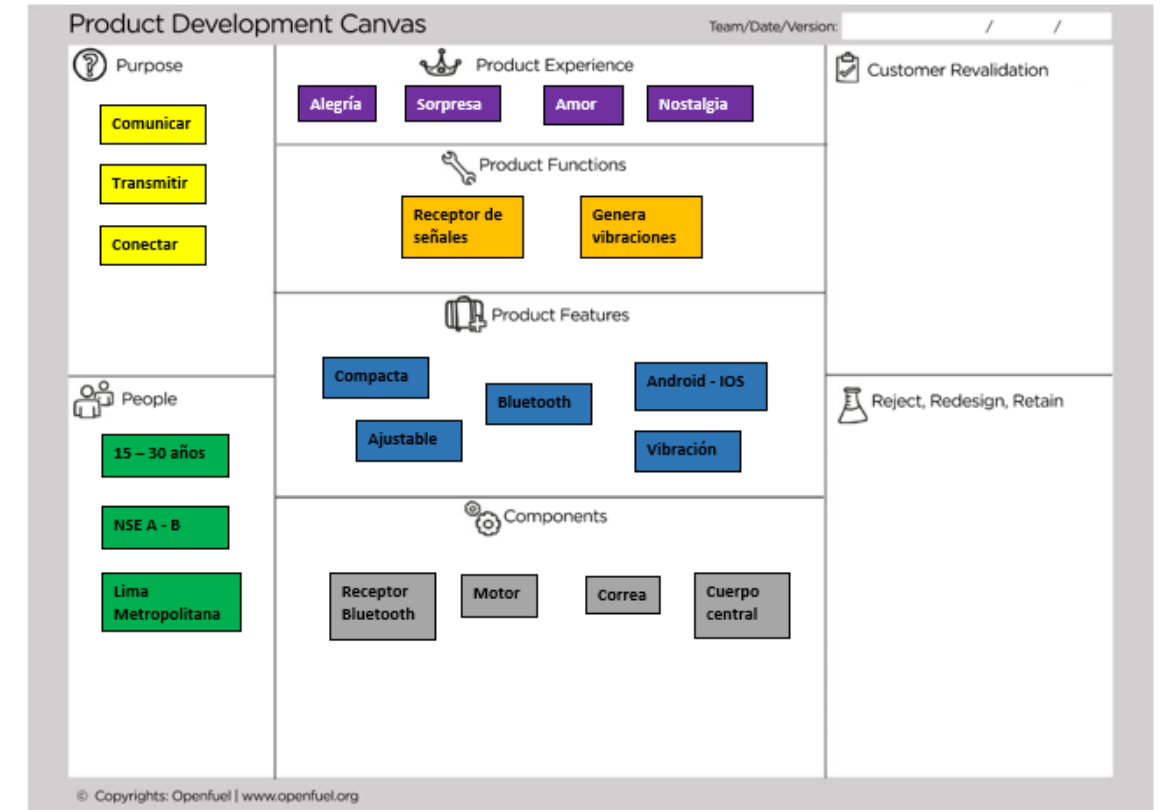 Product Development Canvas
Team/Date/Version:
/ /
Purpose
Comunicar
Transmitir
Conectar
People
15 – 30 años
NSE A - B
Lima
Metropolitana
Product Experience
Alegría
Sorpresa
Amor
Nostalgia
Product Functions
Receptor de
señales
Genera
vibraciones
Product Features
Compacta
Bluetooth
Android - IOS
Ajustable
Vibración
Components
Receptor
Bluetooth
Motor
Correa
Cuerpo
central
Customer Revalidation
Reject, Redesign, Retain
© Copyrights: Openfuel | www.openfuel.org